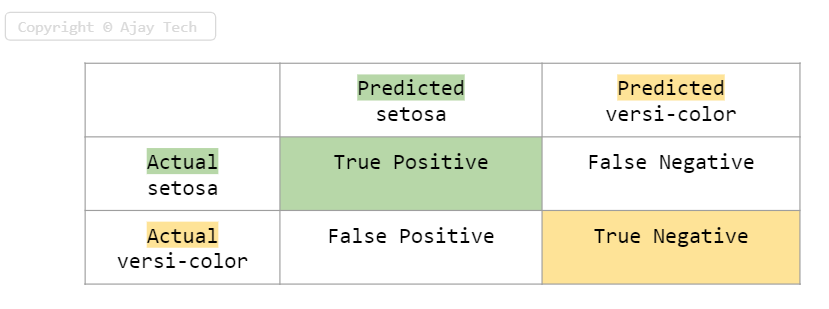 Copyright © Ajay Tech
Predicted
setosa
Predicted
versi-color
Actual
setosa
True Positive
False Negative
Actual
versi-color
False Positive
True Negative